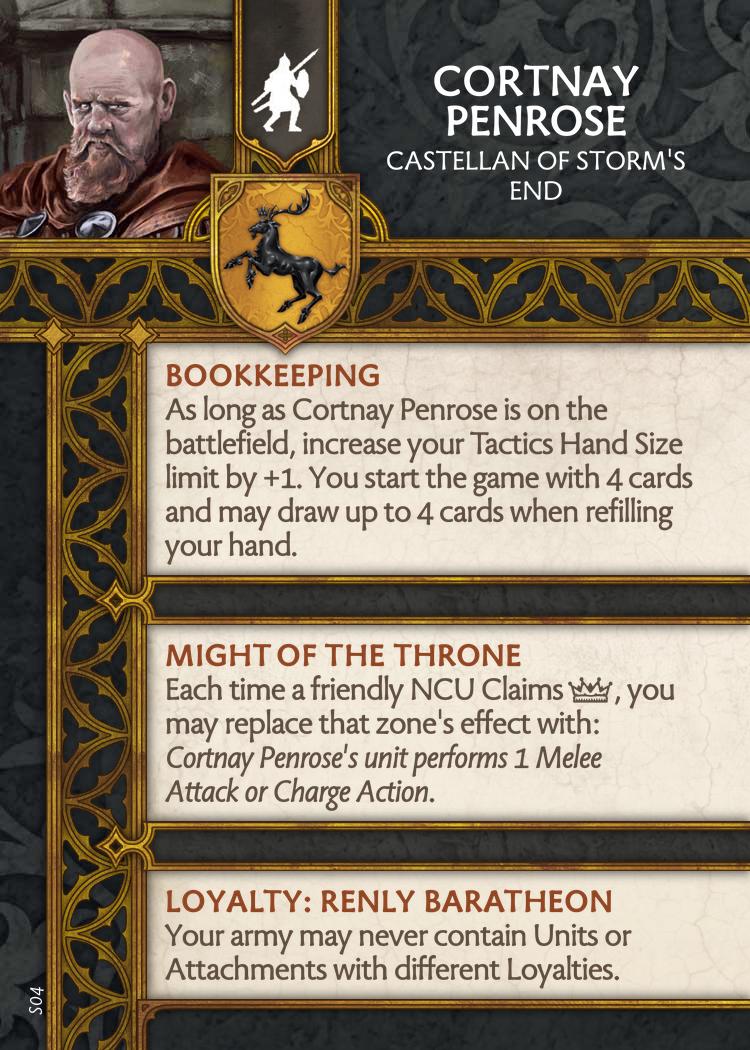 CORTNAY
PENROSE
CASTELLAN OF STORM'S
END
BOOKKEEPING
As long as Cortnay Penrose is on the
battlefield, increase your Tactics Hand Size
limit by +1. You start the game with 4 cards
and may draw up to 4 cards when refilling
your hand.
MIGHT OF THE THRONE
Each time a friendly NCU Claims , you
may replace that zone's effect with:
Cortnay Penrose's unit performs 1 Melee
Attack or Charge Action.
LOYALTY: RENLY BARATHEON
Your army may never contain Units or
Attachments with different Loyalties.
S04